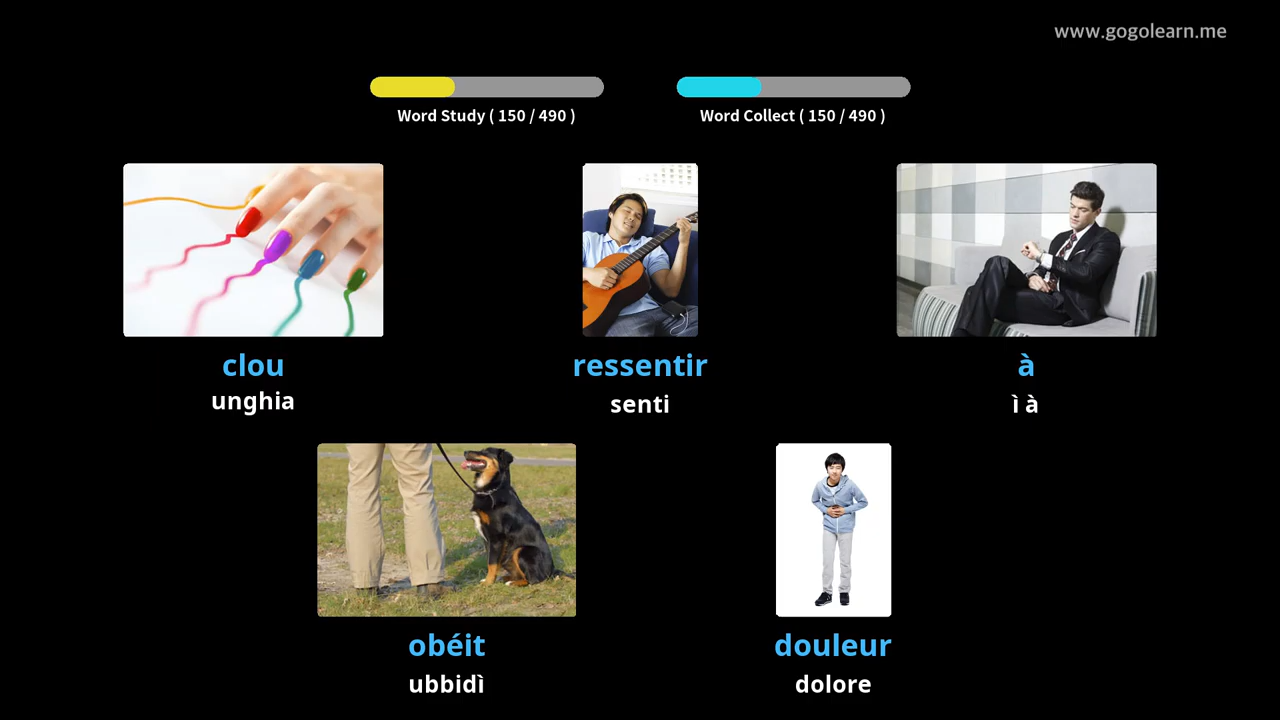 www.gogolearn.me
Word Study ( 150 / 490 )
Word Collect ( 150 / 490 )
clou
unghia
ressentir
senti
à
ì à
obéit
ubbidì
douleur
dolore